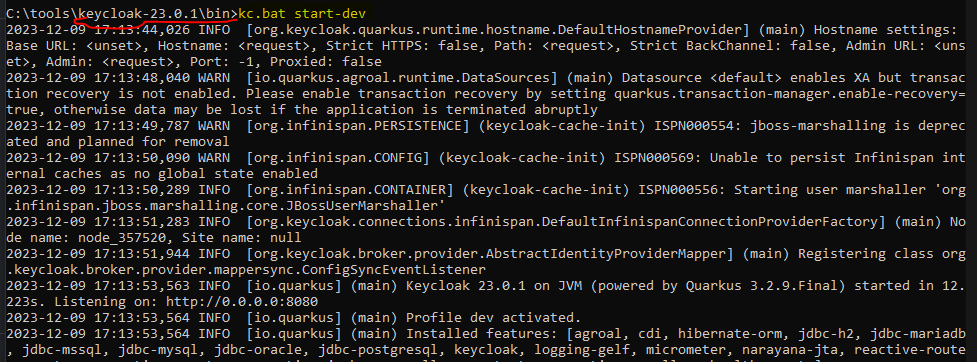 C:\tools\keycloak-23.0.1\bin>kc.bat start-dev
2023-12-09 17:13:44,026 INFO  [org.keycloak.quarkus.runtime.hostname.DefaultHostnameProvider] (main) Hostname settings:
Base URL: <unset>, Hostname: <request>, Strict HTTPS: false, Path: <request>, Strict BackChannel: false, Admin URL: <uns
et>, Admin: <request>, Port: -1, Proxied: false
2023-12-09 17:13:48,040 WARN  [io.quarkus.agroal.runtime.DataSources] (main) Datasource <default> enables XA but transac
tion recovery is not enabled. Please enable transaction recovery by setting quarkus.transaction-manager.enable-recovery=
true, otherwise data may be lost if the application is terminated abruptly
2023-12-09 17:13:49,787 WARN  [org.infinispan.PERSISTENCE] (keycloak-cache-init) ISPN000554: jboss-marshalling is deprec
ated and planned for removal
2023-12-09 17:13:50,090 WARN  [org.infinispan.CONFIG] (keycloak-cache-init) ISPN000569: Unable to persist Infinispan int
ernal caches as no global state enabled
2023-12-09 17:13:50,289 INFO  [org.infinispan.CONTAINER] (keycloak-cache-init) ISPN000556: Starting user marshaller 'org
.infinispan.jboss.marshalling.core.JBossUserMarshaller'
2023-12-09 17:13:51,283 INFO  [org.keycloak.connections.infinispan.DefaultInfinispanConnectionProviderFactory] (main) No
de name: node_357520, Site name: null
2023-12-09 17:13:51,944 INFO  [org.keycloak.broker.provider.AbstractIdentityProviderMapper] (main) Registering class org
.keycloak.broker.provider.mappersync.ConfigSyncEventListener
2023-12-09 17:13:53,563 INFO  [io.quarkus] (main) Keycloak 23.0.1 on JVM (powered by Quarkus 3.2.9.Final) started in 12.
223s. Listening on: http://0.0.0.0:8080
2023-12-09 17:13:53,564 INFO  [io.quarkus] (main) Profile dev activated.
2023-12-09 17:13:53,564 INFO  [io.quarkus] (main) Installed features: [agroal, cdi, hibernate-orm, jdbc-h2, jdbc-mariadb
, jdbc-mssql, jdbc-mysql, jdbc-oracle, jdbc-postgresql, keycloak, logging-gelf, micrometer, narayana-jta, reactive-route